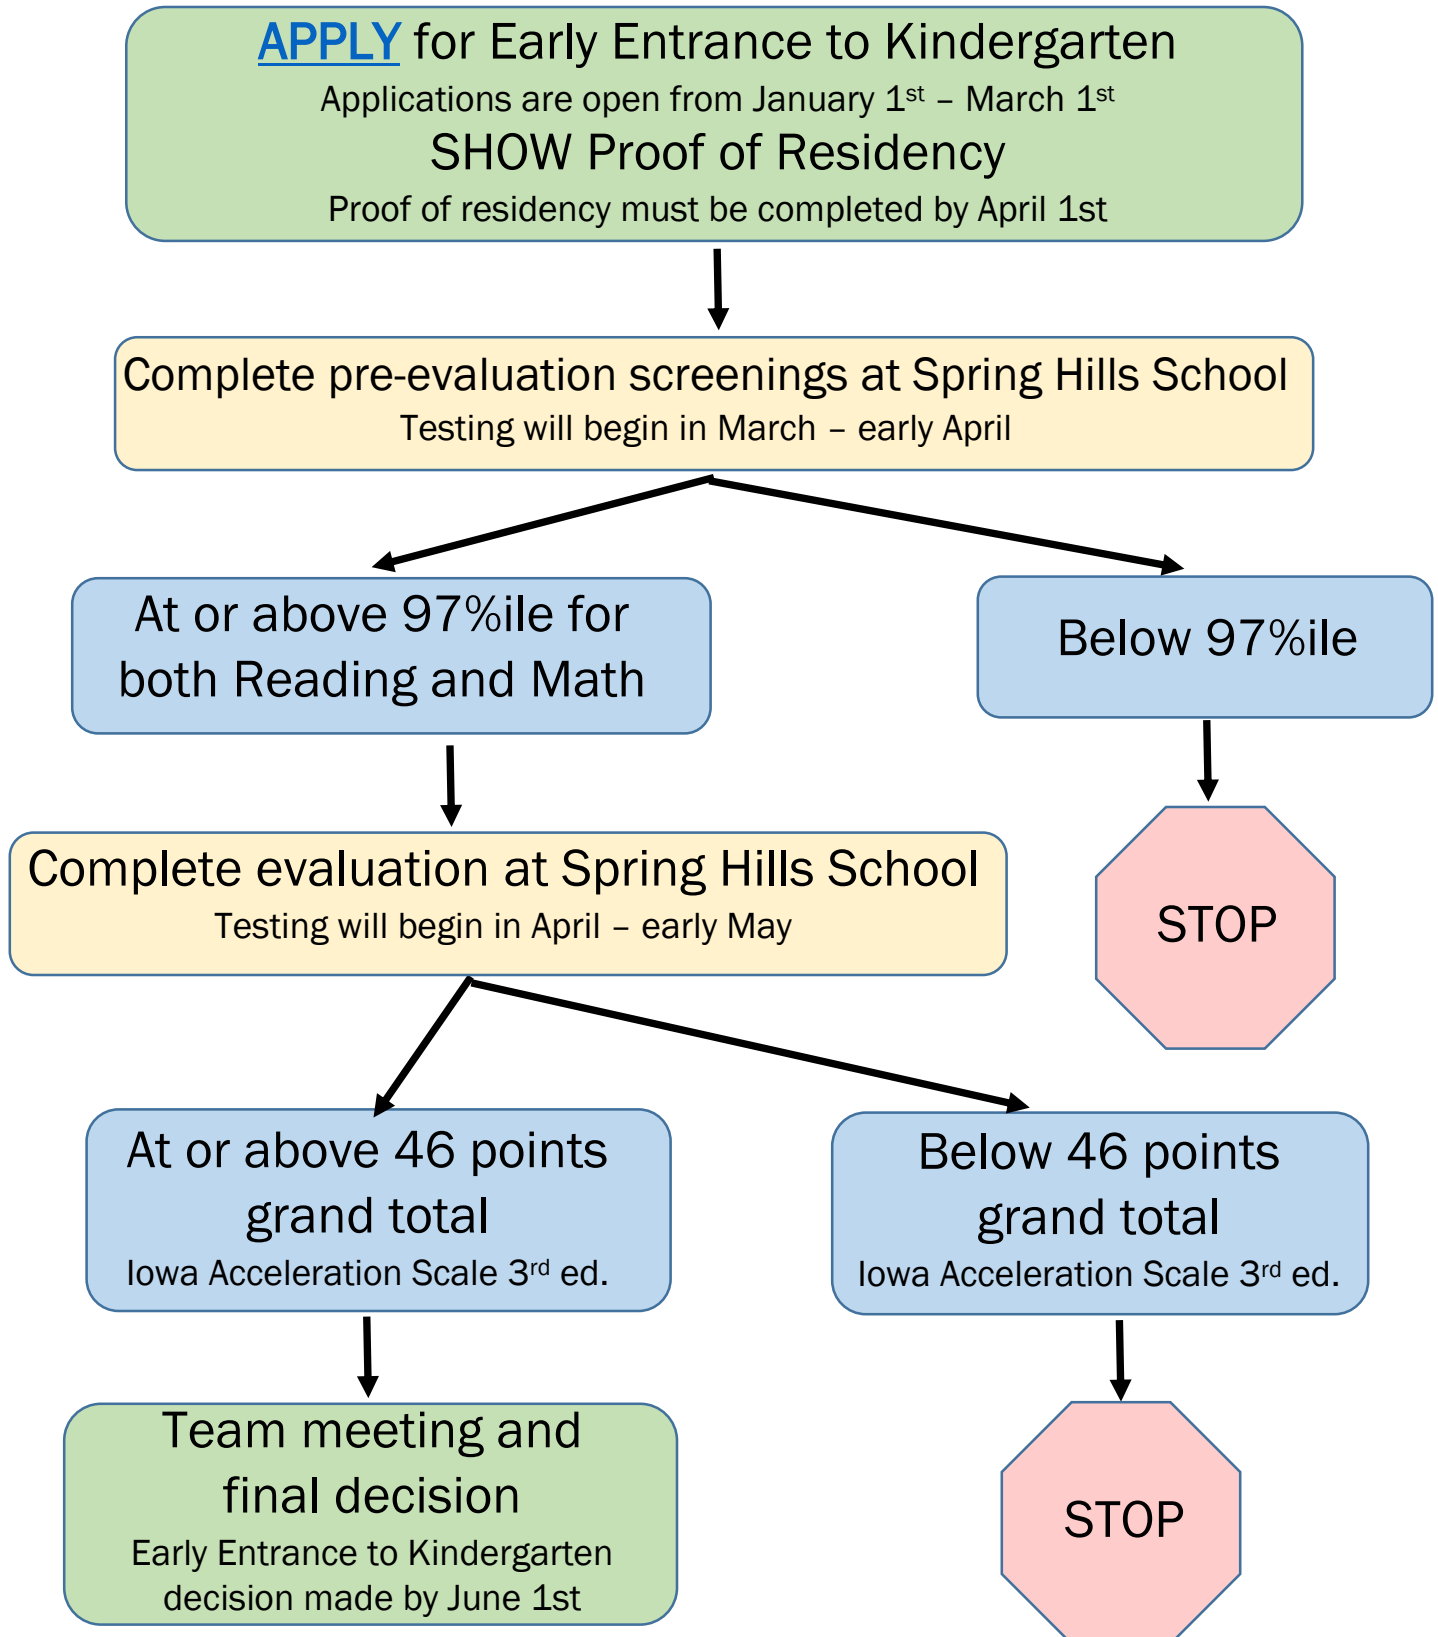 APPLY for Early Entrance to Kindergarten
Applications are open from January 1st – March 1st
SHOW Proof of Residency
Proof of residency must be completed by April 1st
Complete pre-evaluation screenings at Spring Hills School
Testing will begin in March – early April
At or above 97%ile for
both Reading and Math
Below 97%ile
Complete evaluation at Spring Hills School
Testing will begin in April – early May
STOP
At or above 46 points
grand total
Iowa Acceleration Scale 3rd ed.
Below 46 points
grand total
Iowa Acceleration Scale 3rd ed.
Team meeting and
final decision
Early Entrance to Kindergarten
decision made by June 1st
STOP